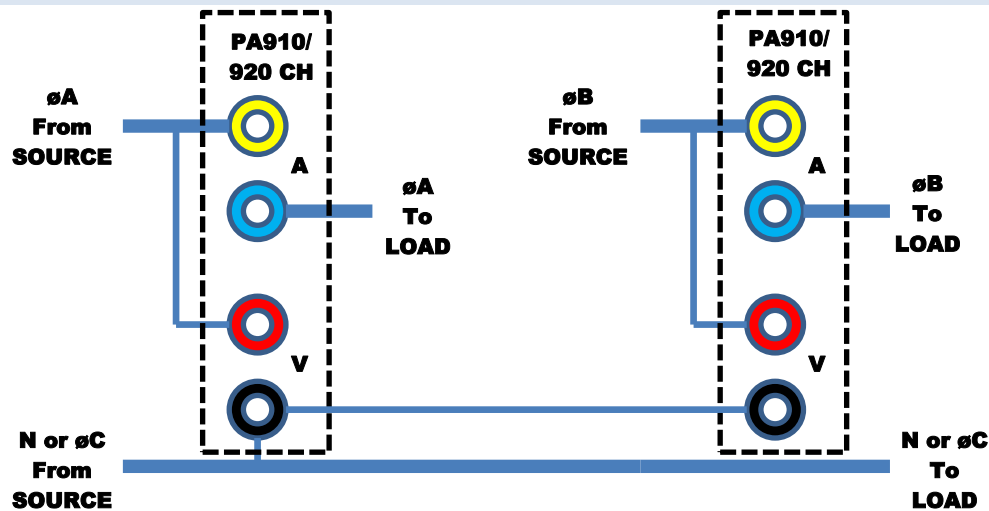 PA910/
920 CH
øA
From
SOURCE
A
øA
To
LOAD
V
N or øC
From
SOURCE
PA910/
920 CH
øB
From
SOURCE
A
øB
To
LOAD
V
N or øC
To
LOAD